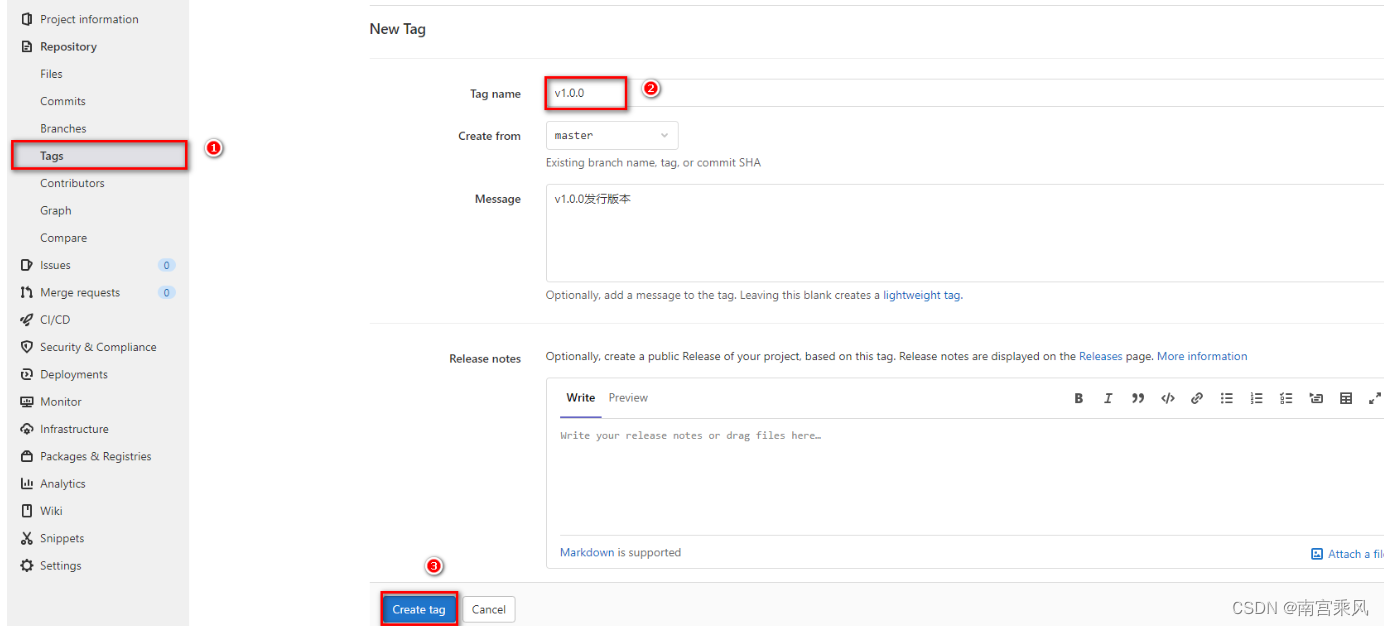 Project information
Repository
Files
Commits
Branches
Tags
1
Contributors
Graph
Compare
Issues 0
Merge requests 0
CI/CD
Security & Compliance
Deployments
Monitor
Infrastructure
Packages & Registries
Analytics
Wiki
Snippets
Settings
New Tag
Tag name v1.0.0 2
Create from master
Existing branch name, tag, or commit SHA
Message v1.0.0发行版本
Optionally, add a message to the tag. Leaving this blank creates a lightweight tag.
Release notes Optionally, create a public Release of your project, based on this tag. Release notes are displayed on the Releases page. More information
Write Preview
Write your release notes or drag files here…
Markdown is supported Attach a fil
3
Create tag Cancel
CSDN @南宫乘风